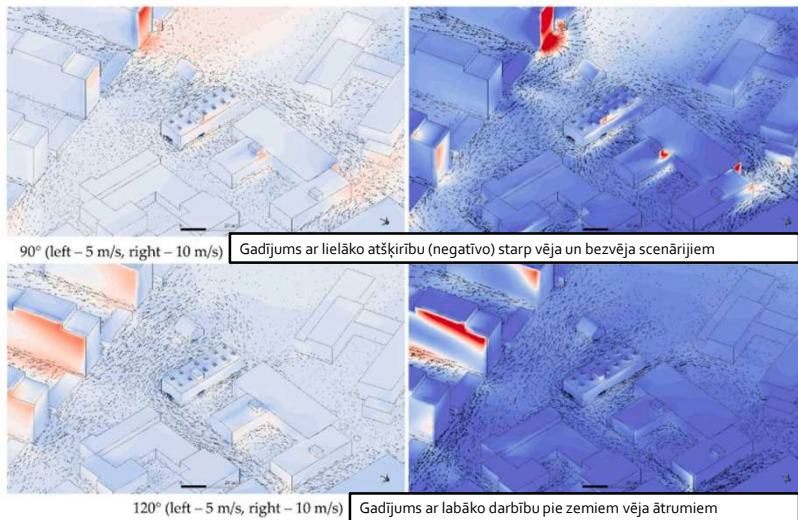 90° (left – 5 m/s, right – 10 m/s)
Gadījums ar lielāko atšķirību (negatīvo) starp vēja un bezvēja scenārijiem
120° (left – 5 m/s, right – 10 m/s)
Gadījums ar labāko darbību pie zemiem vēja ātrumiem